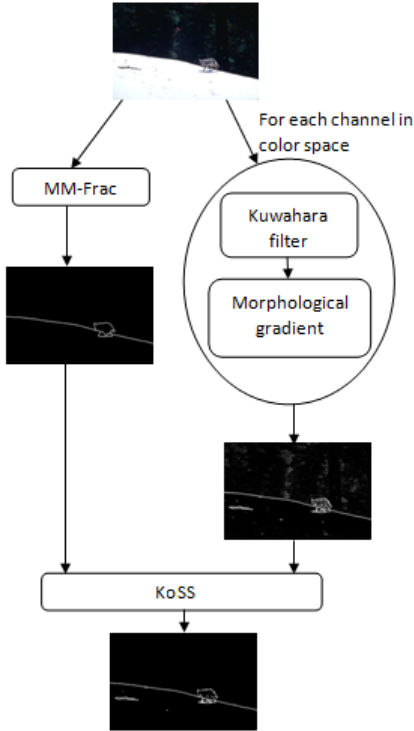 For each channel in
color space
MM-Frac
Kuwahara
filter
Morphological
gradient
KoSS